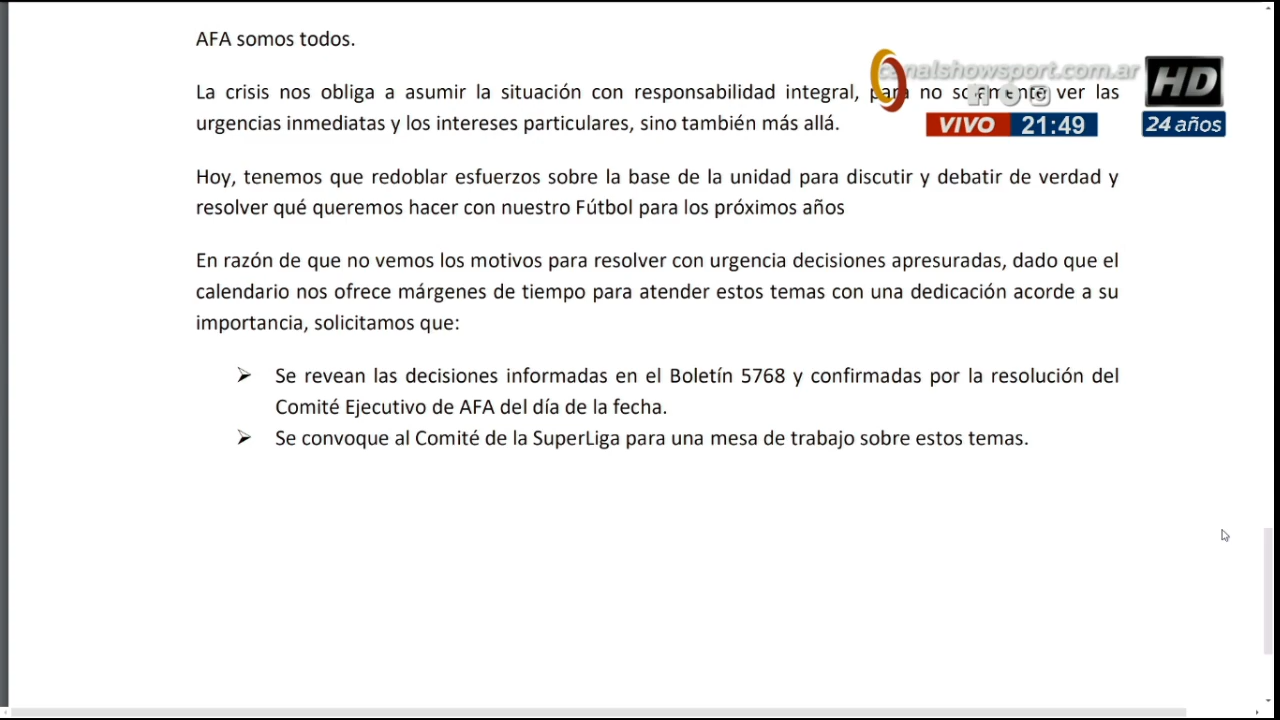 AFA somos todos.
canalshowsport.com.ar
HD
La crisis nos obliga a asumir la situación con responsabilidad integral, para no solamente ver las
urgencias inmediatas y los intereses particulares, sino también más allá.
VIVO 21:49
24 años
Hoy, tenemos que redoblar esfuerzos sobre la base de la unidad para discutir y debatir de verdad y
resolver qué queremos hacer con nuestro Fútbol para los próximos años
En razón de que no vemos los motivos para resolver con urgencia decisiones apresuradas, dado que el
calendario nos ofrece márgenes de tiempo para atender estos temas con una dedicación acorde a su
importancia, solicitamos que:
➢ Se revean las decisiones informadas en el Boletín 5768 y confirmadas por la resolución del
Comité Ejecutivo de AFA del día de la fecha.
➢ Se convoque al Comité de la SuperLiga para una mesa de trabajo sobre estos temas.